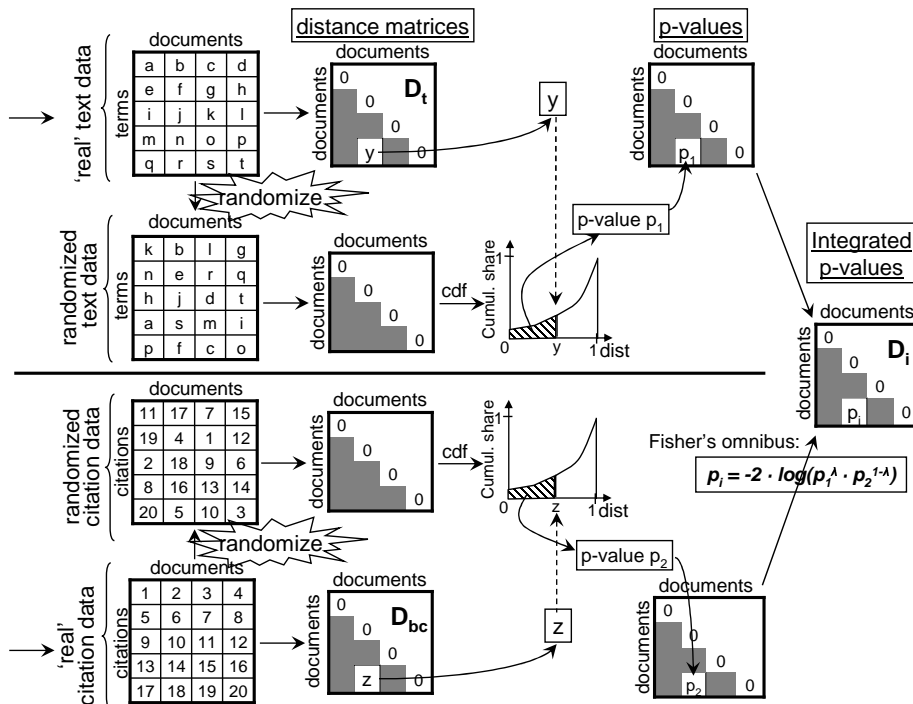 distance matrices
p-values
documents
documents
documents
'real' text data
terms
a b c d
e f g h
i j k l
m n o p
q r s t
documents
0
D_t
0
0
y 0
y
documents
0
0
0
p_1 0
randomize
p-value p_1
documents
documents
randomized text data
terms
k b l g
n e r q
h j d t
a s m i
p f c o
documents
0
0
0
0
cdf
Cumul. share
1
0 y 1 dist
Integrated
p-values
documents
documents
0
D_i
0
0
p_i 0
documents
documents
randomized citation data
citations
11 17 7 15
19 4 1 12
2 18 9 6
8 16 13 14
20 5 10 3
documents
0
0
0
0
cdf
Cumul. share
1
0 z 1 dist
Fisher's omnibus:
p_i = -2 · log(p_1^λ · p_2^1-λ)
randomize
p-value p_2
documents
documents
documents
'real' citation data
citations
1 2 3 4
5 6 7 8
9 10 11 12
13 14 15 16
17 18 19 20
documents
0
D_bc
0
0
z 0
z
documents
0
0
0
p_2 0